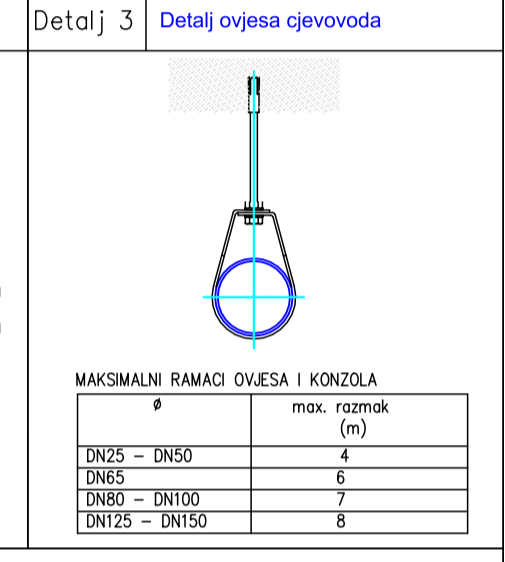 Detalj 3 Detalj ovjesa cjevovoda
MAKSIMALNI RAMACI OVJESA I KONZOLA
ø max. razmak
(m)
DN25 – DN50 4
DN65 6
DN80 – DN100 7
DN125 – DN150 8